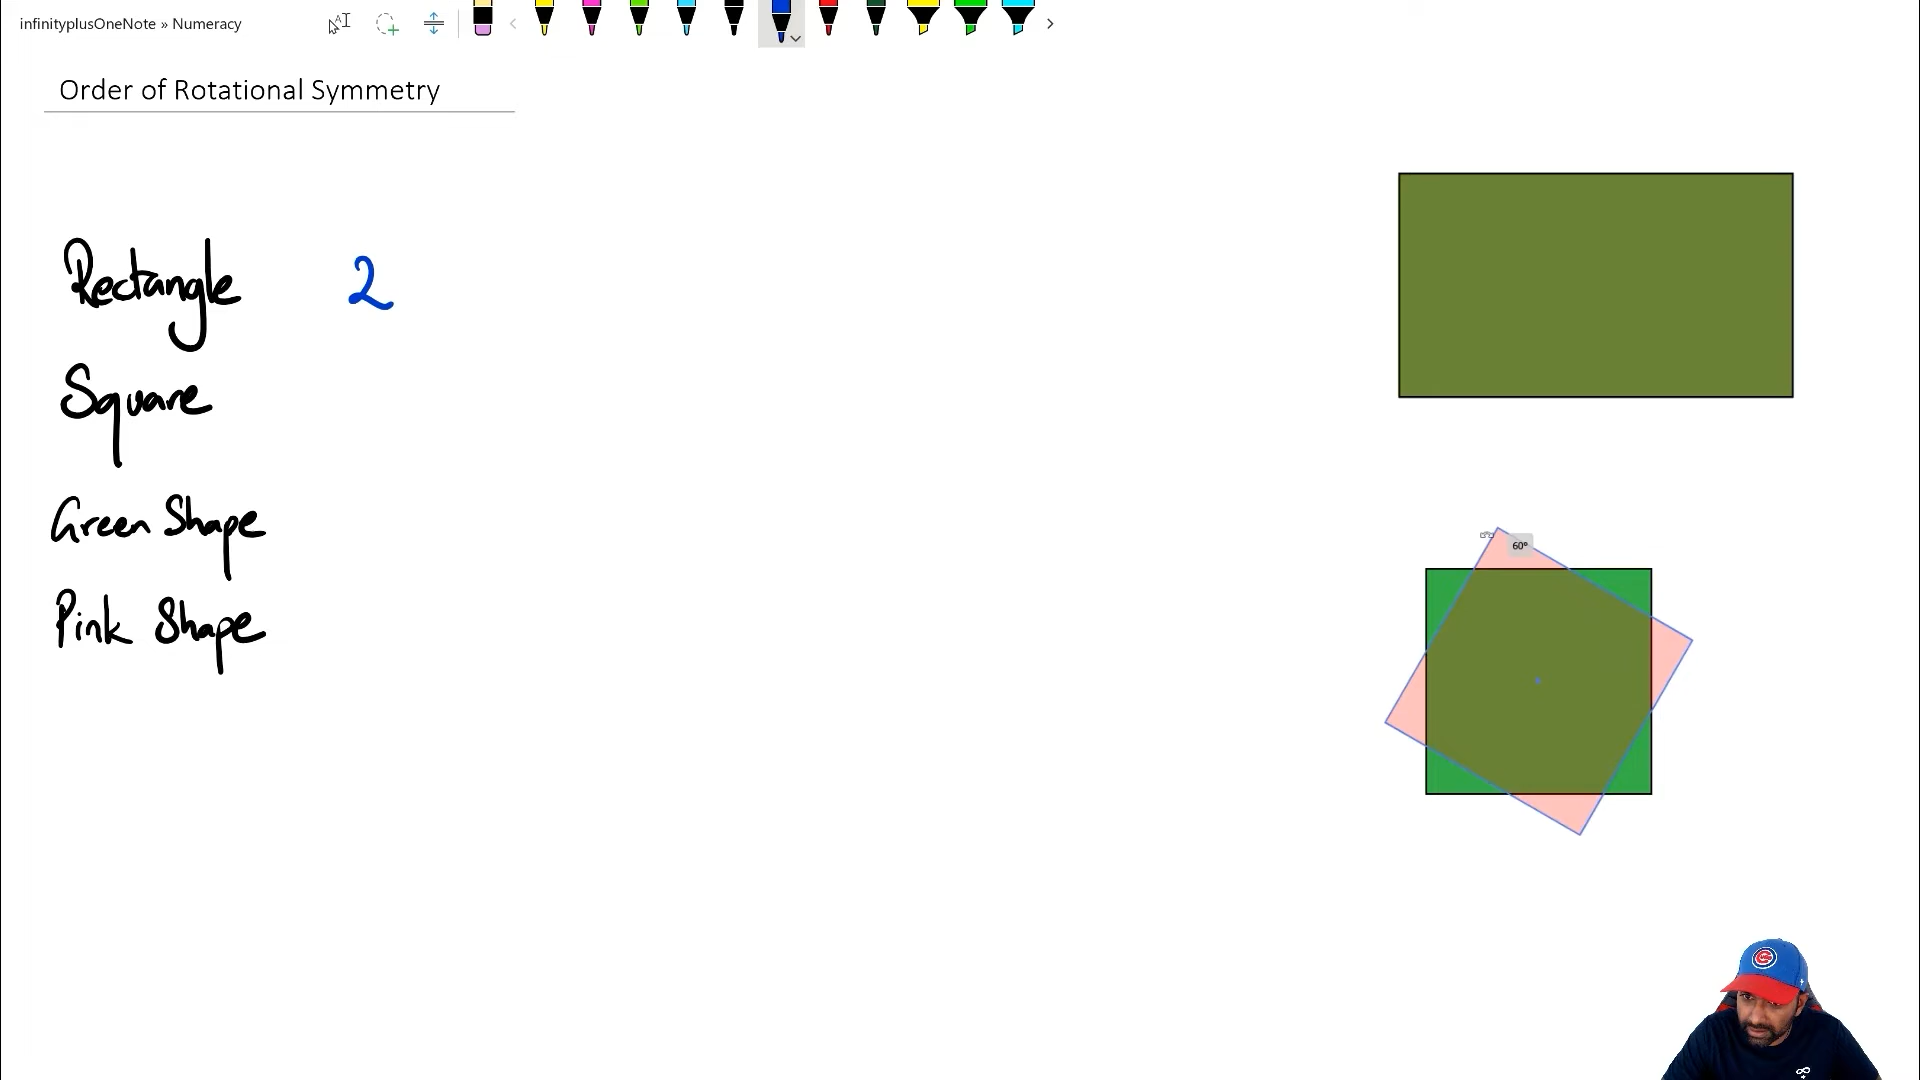 infinityplusOneNote » Numeracy
Order of Rotational Symmetry
Rectangle 2
Square
Green Shape
Pink Shape
60°